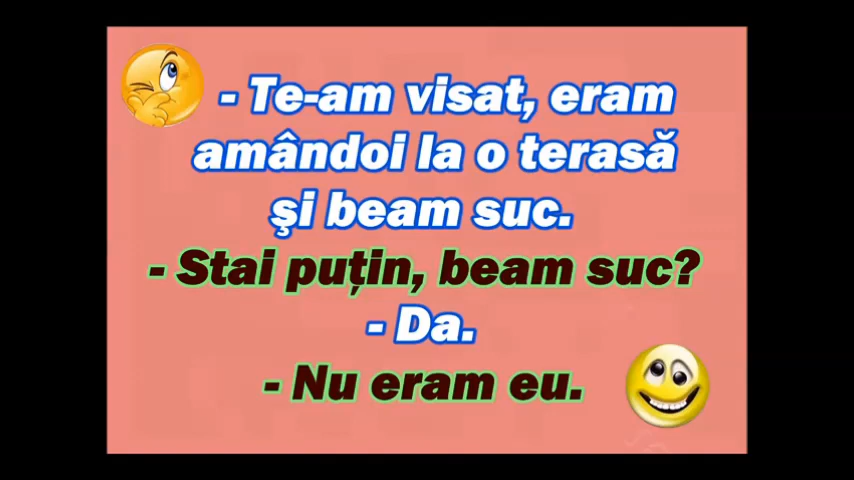 - Te-am visat, eram
amândoi la o terasă
şi beam suc.
- Stai puțin, beam suc?
- Da.
- Nu eram eu.